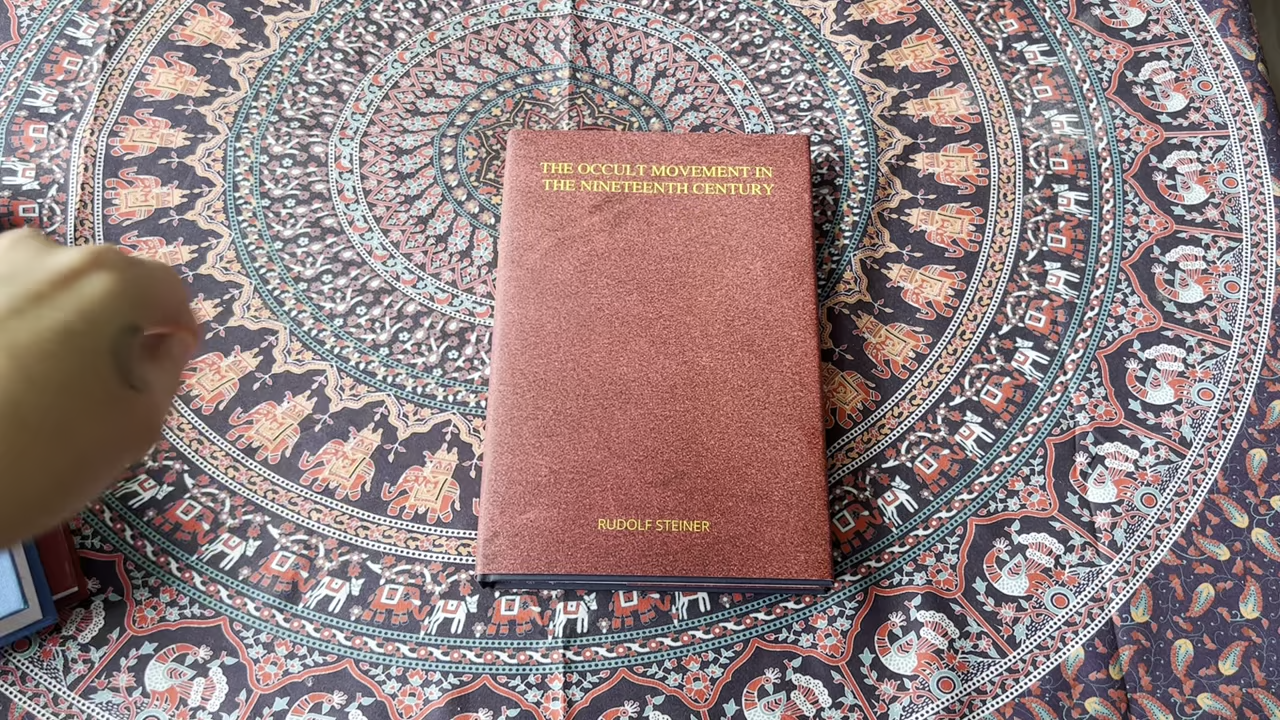 THE OCCULT MOVEMENT IN
THE NINETEENTH CENTURY
RUDOLF STEINER